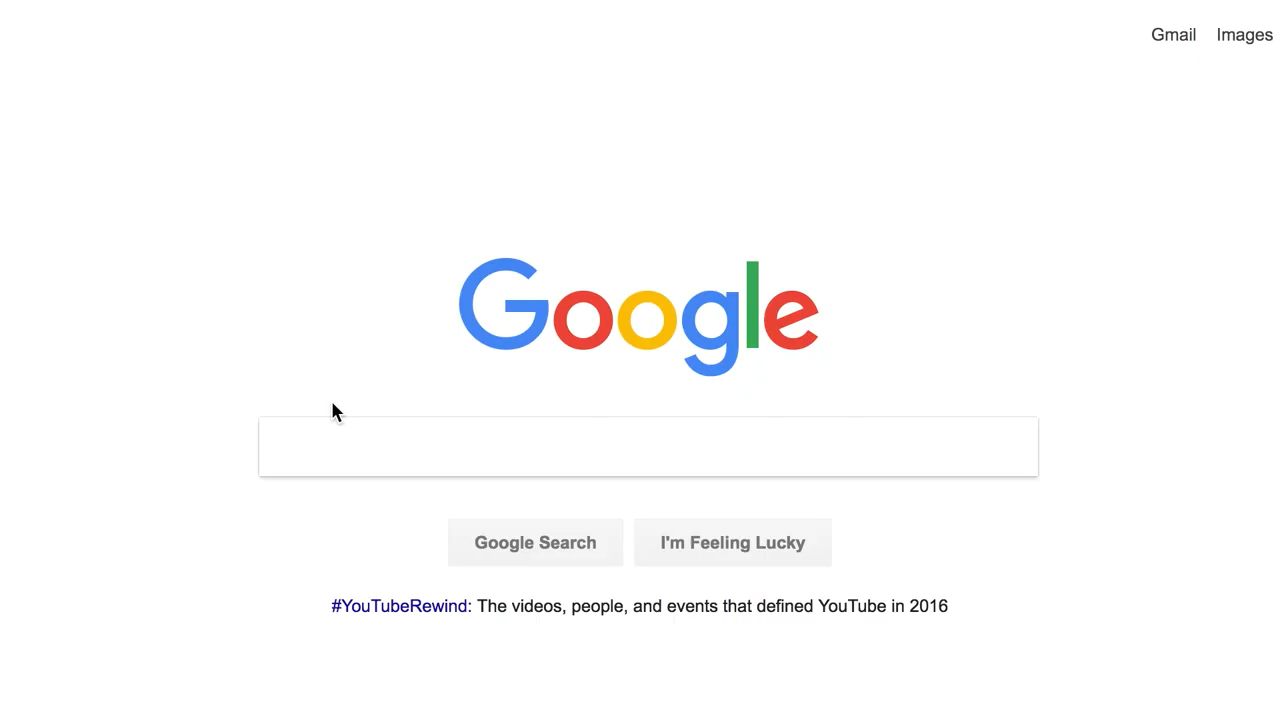 Gmail Images
Google
Google Search I'm Feeling Lucky
#YouTubeRewind: The videos, people, and events that defined YouTube in 2016